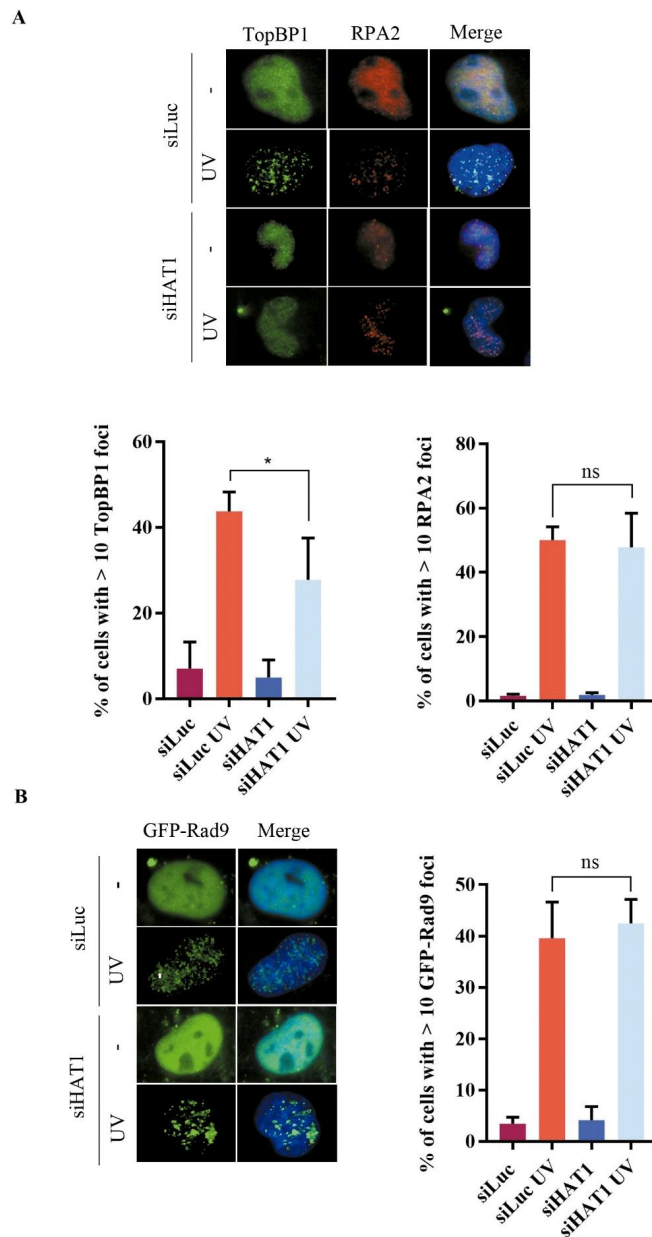 A
TopBP1 RPA2 Merge
siLuc
-
UV
siHAT1
-
UV
% of cells with > 10 TopBP1 foci
60
40
20
0
*
siLuc
siLuc UV
siHAT1
siHAT1 UV
% of cells with > 10 RPA2 foci
80
60
40
20
0
ns
siLuc
siLuc UV
siHAT1
siHAT1 UV
B
GFP-Rad9 Merge
siLuc
-
UV
siHAT1
-
UV
% of cells with > 10 GFP-Rad9 foci
50
40
30
20
10
0
ns
siLuc
siLuc UV
siHAT1
siHAT1 UV